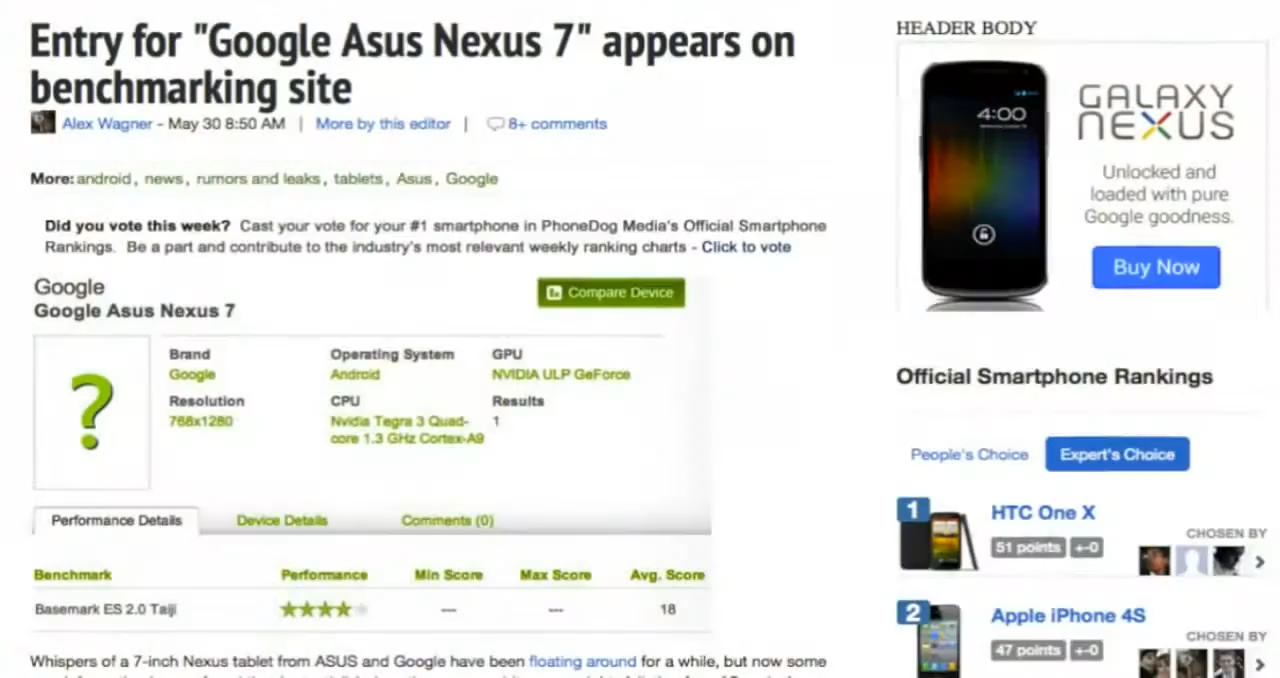 Entry for "Google Asus Nexus 7" appears on
benchmarking site
Alex Wagner - May 30 8:50 AM | More by this editor | 8+ comments
More: android, news, rumors and leaks, tablets, Asus, Google
Did you vote this week? Cast your vote for your #1 smartphone in PhoneDog Media's Official Smartphone
Rankings. Be a part and contribute to the industry's most relevant weekly ranking charts - Click to vote
Google
Google Asus Nexus 7
Compare Device
Brand
Google
Operating System
Android
GPU
NVIDIA ULP GeForce
Resolution
768x1280
CPU
Nvidia Tegra 3 Quad-
core 1.3 GHz Cortex-A9
Results
1
?
Performance Details
Device Details
Comments (0)
Benchmark Performance Min Score Max Score Avg. Score
Basemark ES 2.0 Taiji --- --- 18
Whispers of a 7-inch Nexus tablet from ASUS and Google have been floating around for a while, but now some
HEADER BODY
4:00
GALAXY
NEXUS
Unlocked and
loaded with pure
Google goodness.
Buy Now
Official Smartphone Rankings
People's Choice
Expert's Choice
1
HTC One X
51 points +-0
CHOSEN BY
2
Apple iPhone 4S
47 points +-0
CHOSEN BY